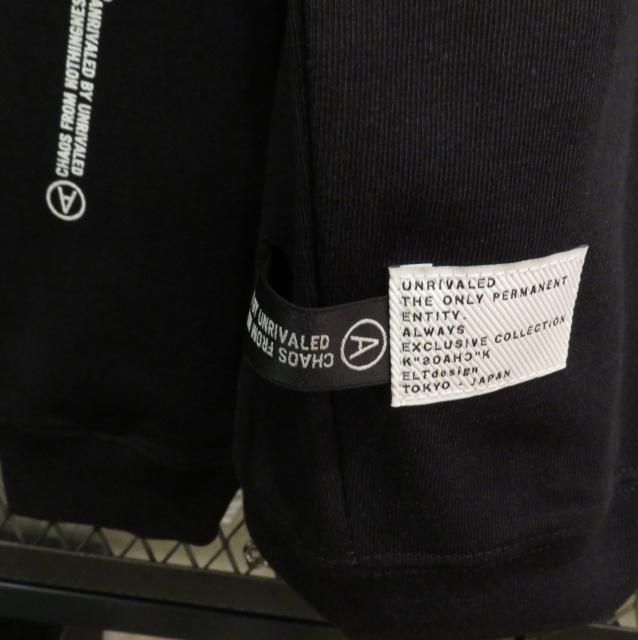 CHAOS FROM NOTHINGNESS
UNRIVALED BY UNRIVALED
A
UNRIVALED
CHAOS FROM
A
UNRIVALED
THE ONLY PERMANENT
ENTITY.
ALWAYS
EXCLUSIVE COLLECTION
K"SOAHC"K
ELTdesign
TOKYO - JAPAN